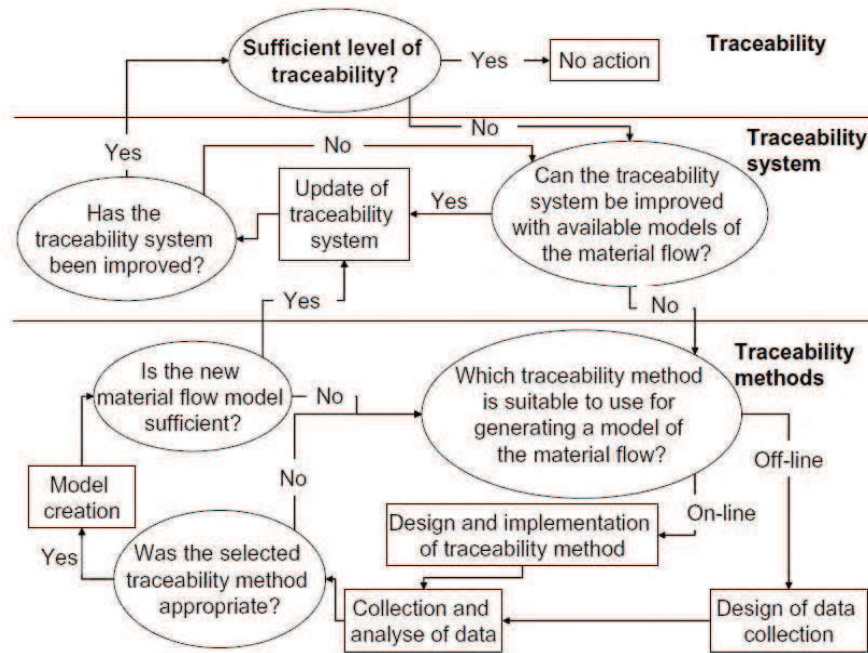 Sufficient level of
traceability?
Yes
No action
Traceability
No
Yes
No
Traceability
system
Can the traceability
system be improved
with available models of
the material flow?
Yes
Update of
traceability
system
Has the
traceability system
been improved?
Yes
No
Traceability
methods
Is the new
material flow model
sufficient?
No
Which traceability method
is suitable to use for
generating a model of
the material flow?
Off-line
On-line
No
Model
creation
Yes
Was the selected
traceability method
appropriate?
Design and implementation
of traceability method
Collection and
analyse of data
Design of data
collection